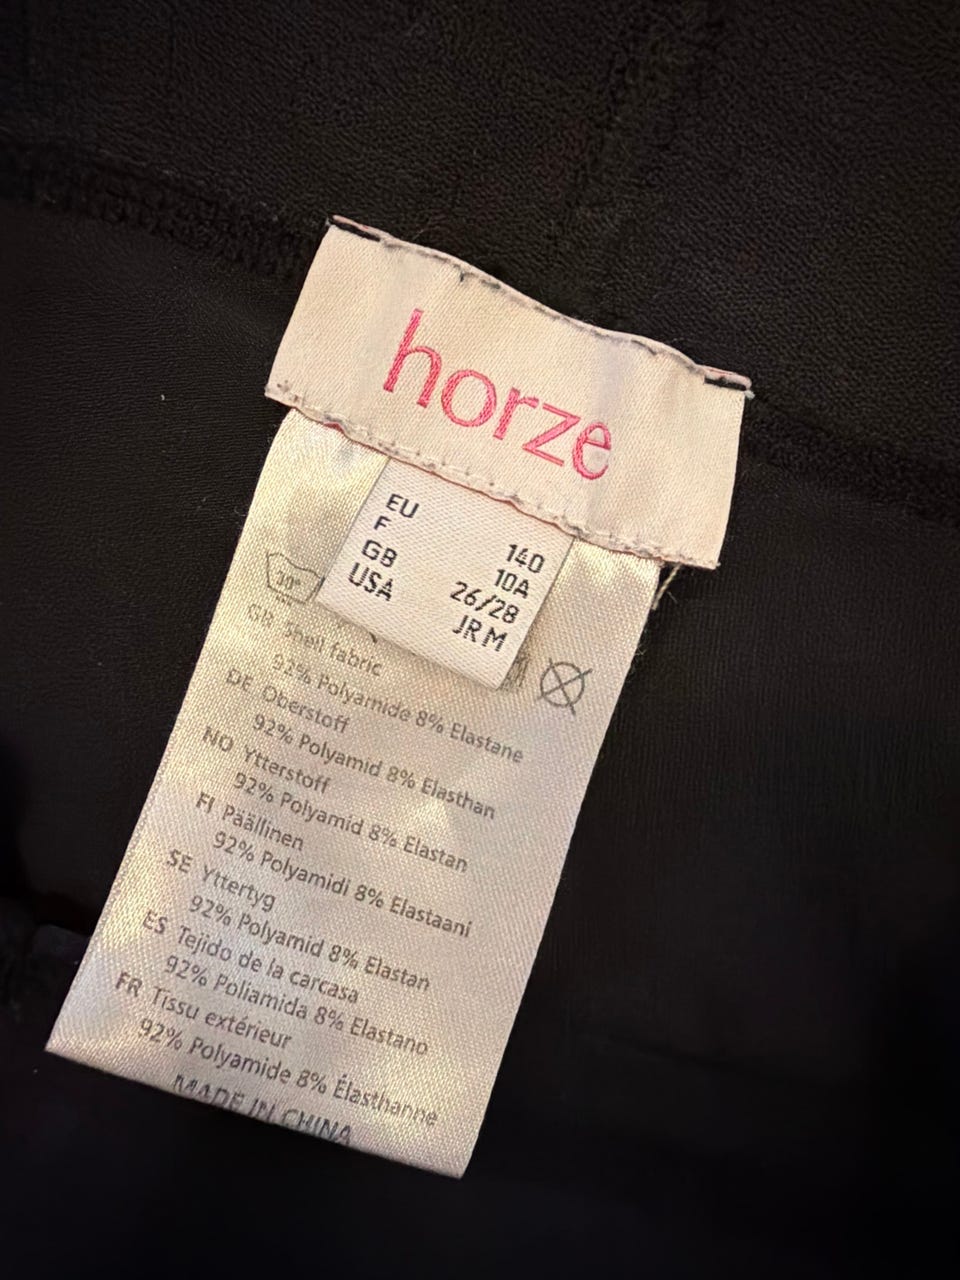 horze
EU 140
F 10A
GB 26/28
USA JR M
GR Shell fabric
92% Polyamide 8% Elastane
DE Oberstoff
92% Polyamid 8% Elasthan
NO Ytterstoff
92% Polyamid 8% Elastan
FI Päällinen
92% Polyamidi 8% Elastaani
SE Yttertyg
92% Polyamid 8% Elastan
ES Tejido de la carcasa
92% Poliamida 8% Elastano
FR Tissu extérieur
92% Polyamide 8% Élasthanne
MADE IN CHINA